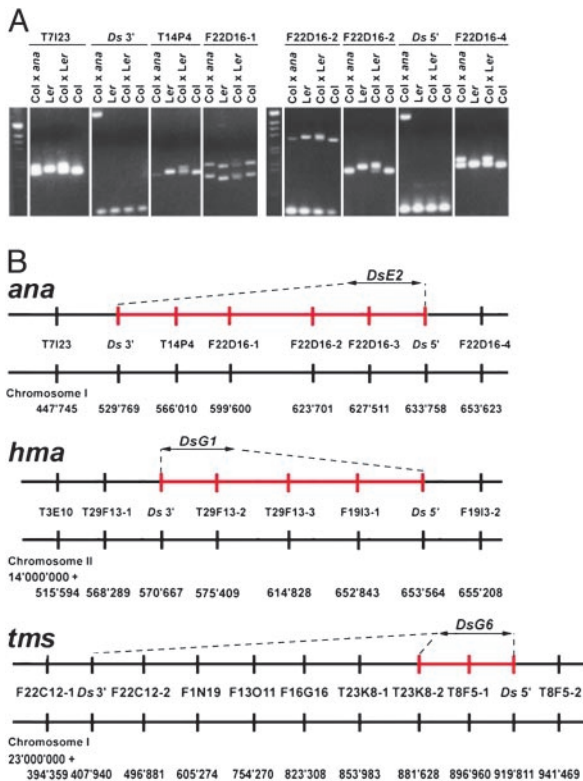 A
T7I23 Ds 3' T14P4 F22D16-1 F22D16-2 F22D16-2 Ds 5' F22D16-4
Col x ana Ler Col x Ler Col Col x ana Ler Col x Ler Col Col x ana Ler Col x Ler Col Col x ana Ler Col x Ler Col Col x ana Ler Col x Ler Col Col x ana Ler Col x Ler Col Col x ana Ler Col x Ler Col Col x ana Ler Col x Ler Col
B
DsE2
ana
T7I23 Ds 3' T14P4 F22D16-1 F22D16-2 F22D16-3 Ds 5' F22D16-4
Chromosome I
447'745 529'769 566'010 599'600 623'701 627'511 633'758 653'623
DsG1
hma
T3E10 T29F13-1 Ds 3' T29F13-2 T29F13-3 F19I3-1 Ds 5' F19I3-2
Chromosome II
14'000'000 +
515'594 568'289 570'667 575'409 614'828 652'843 653'564 655'208
DsG6
tms
F22C12-1 Ds 3' F22C12-2 F1N19 F13O11 F16G16 T23K8-1 T23K8-2 T8F5-1 Ds 5' T8F5-2
Chromosome I
23'000'000 +
394'359 407'940 496'881 605'274 754'270 823'308 853'983 881'628 896'960 919'811 941'469